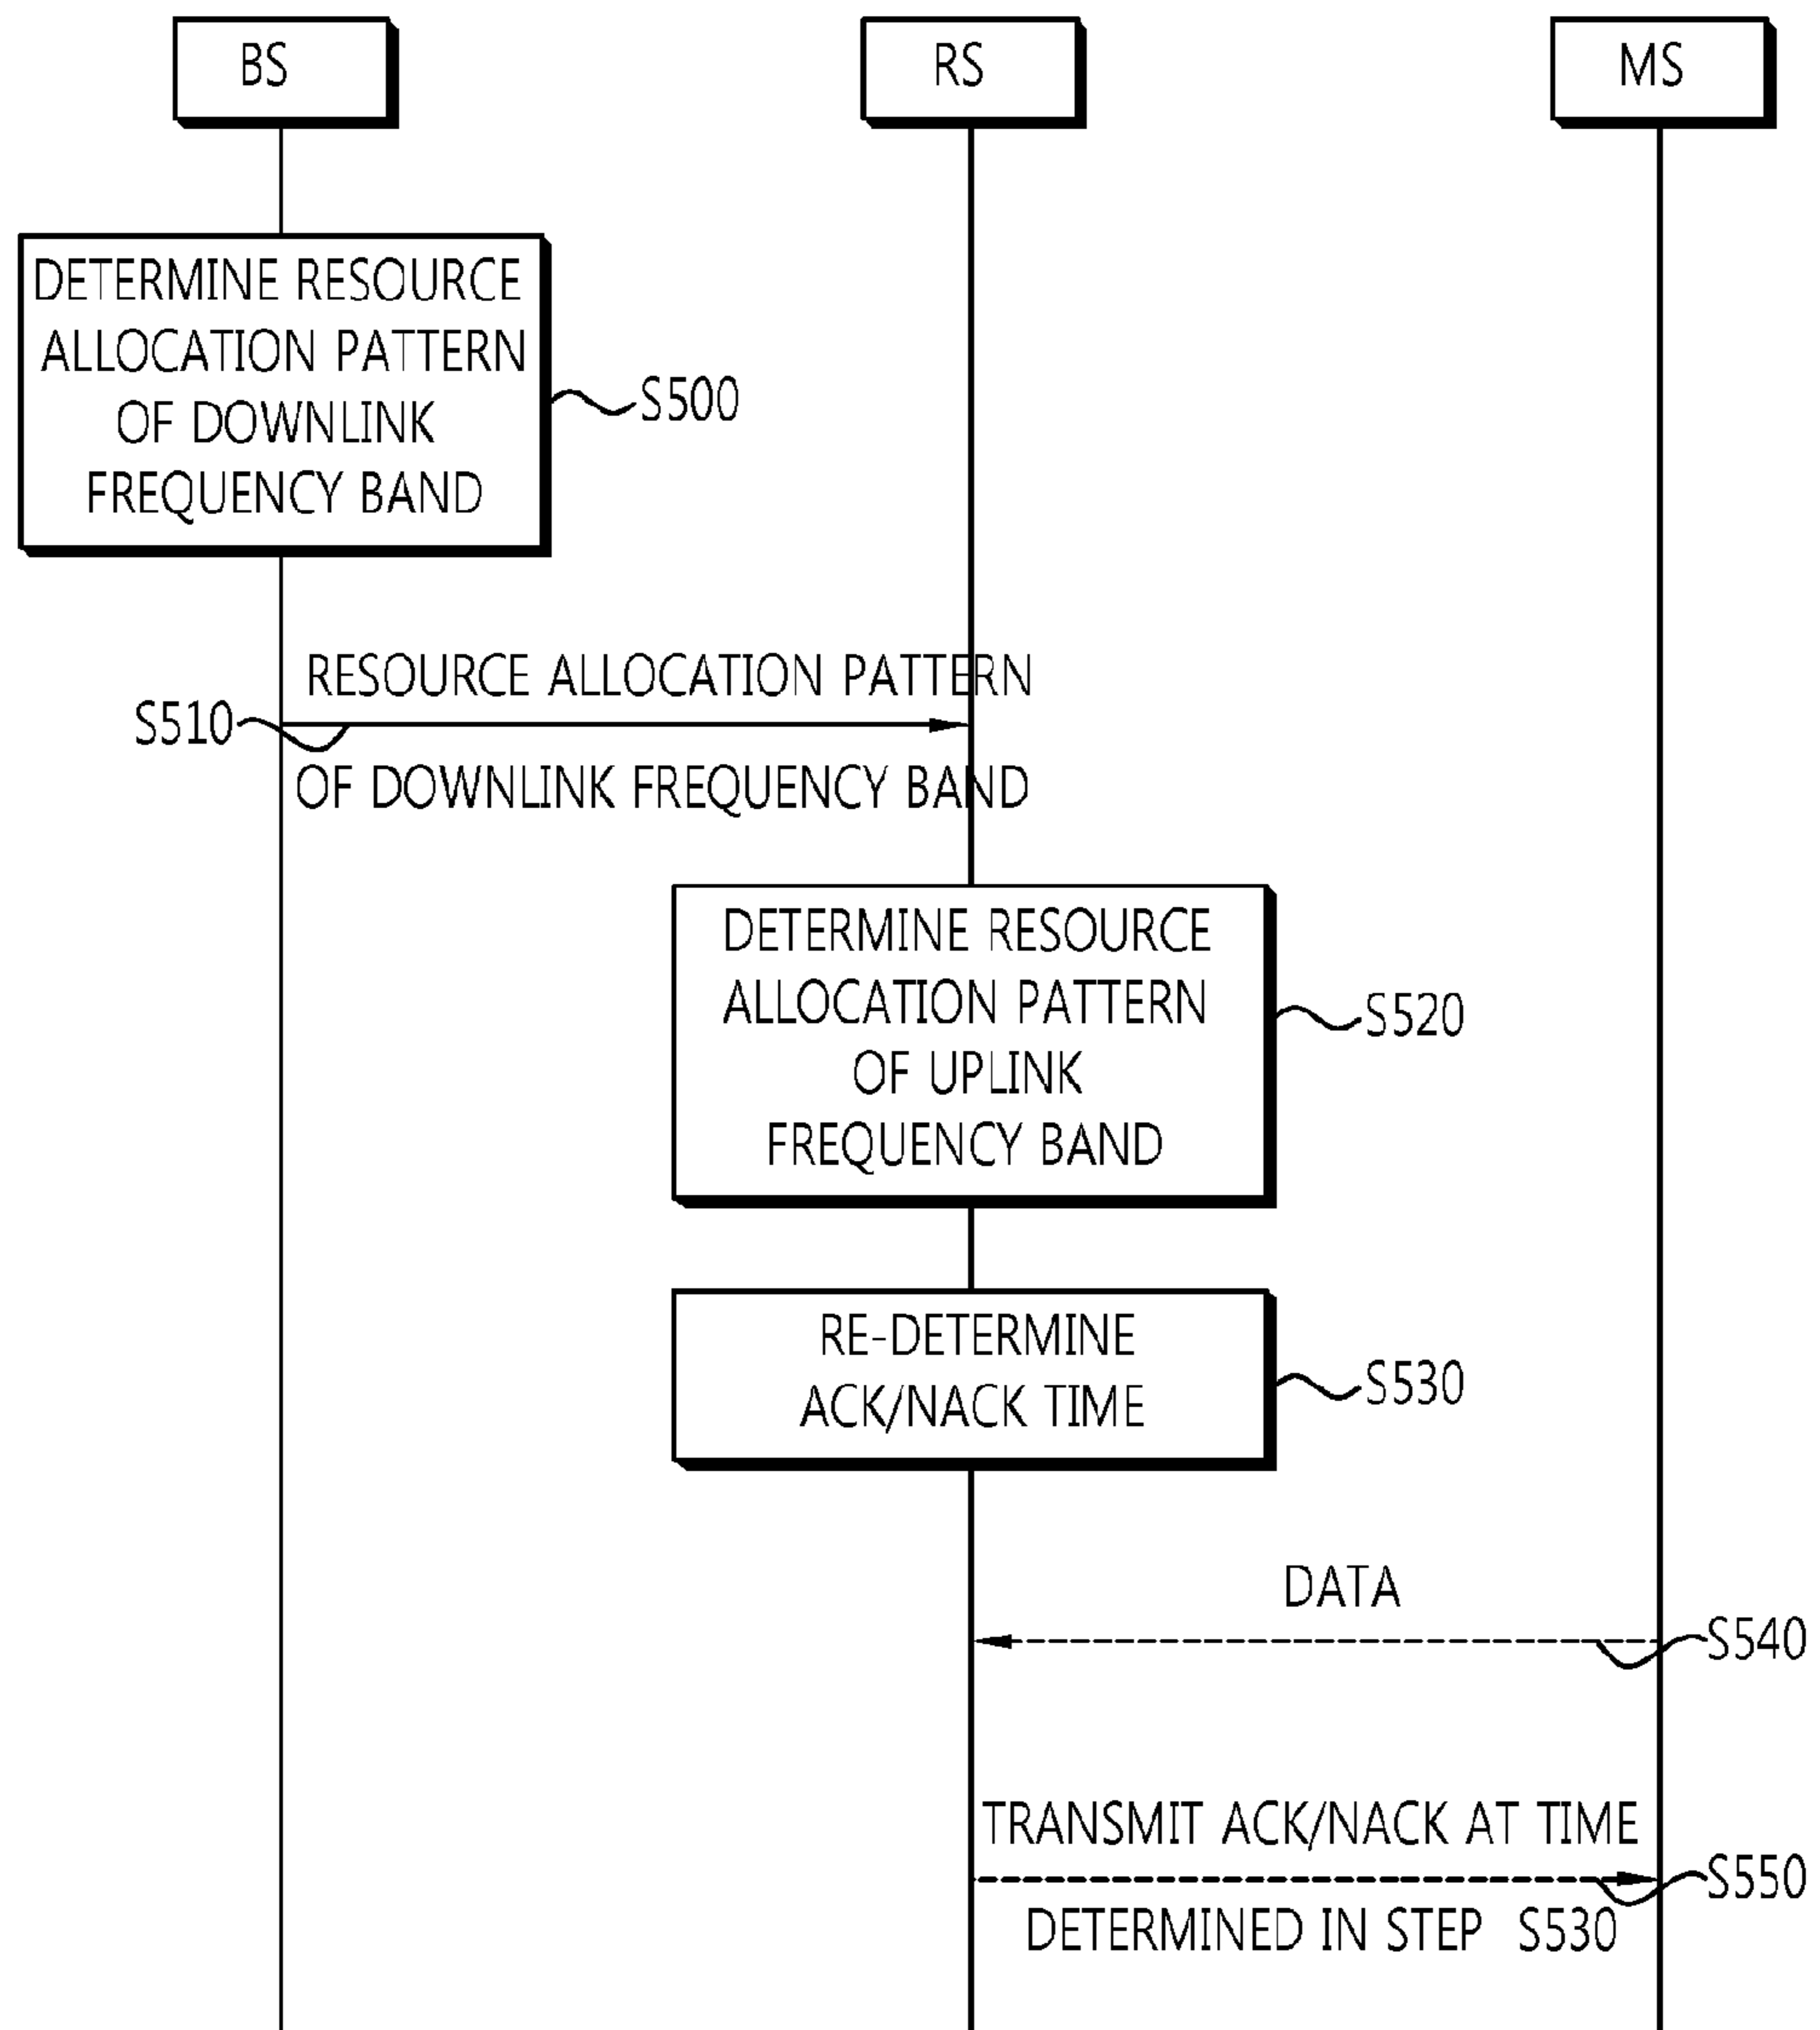 BS
RS
MS
DETERMINE RESOURCE
ALLOCATION PATTERN
OF DOWNLINK
FREQUENCY BAND
S500
RESOURCE ALLOCATION PATTERN
S510
OF DOWNLINK FREQUENCY BAND
DETERMINE RESOURCE
ALLOCATION PATTERN
OF UPLINK
FREQUENCY BAND
S520
RE-DETERMINE
ACK/NACK TIME
S530
DATA
S540
TRANSMIT ACK/NACK AT TIME
S550
DETERMINED IN STEP S530